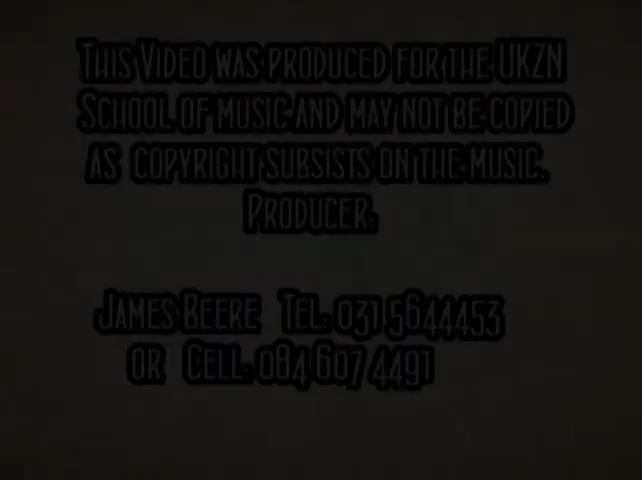 This Video was produced for the UKZN
School of music and may not be copied
as copyright subsists on the music.
Producer:
James Beere Tel: 031 5644453
or Cell: 084 607 4491